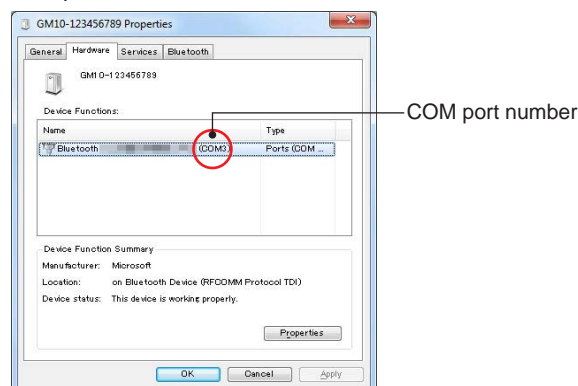 GM10-123456789 Properties
General Hardware Services Bluetooth
GM10-123456789
Device Functions:
COM port number
Name Type
Bluetooth (COM3) Ports (COM ...
Device Function Summary
Manufacturer: Microsoft
Location: on Bluetooth Device (RFCOMM Protocol TDI)
Device status: This device is working properly.
Properties
OK Cancel Apply